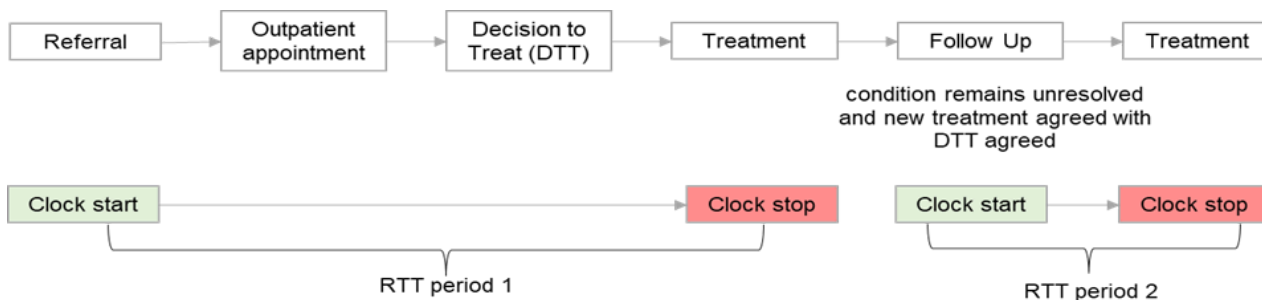 Referral
Outpatient
appointment
Decision to
Treat (DTT)
Treatment
Follow Up
Treatment
condition remains unresolved
and new treatment agreed with
DTT agreed
Clock start
Clock stop
Clock start
Clock stop
RTT period 1
RTT period 2